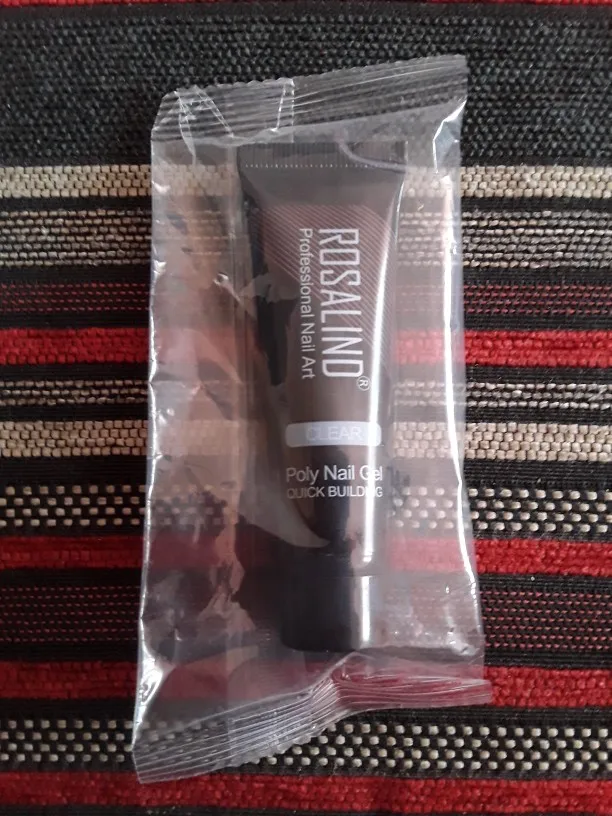 ROSALIND®
Professional Nail Art
CLEAR
Poly Nail Gel
QUICK BUILDING